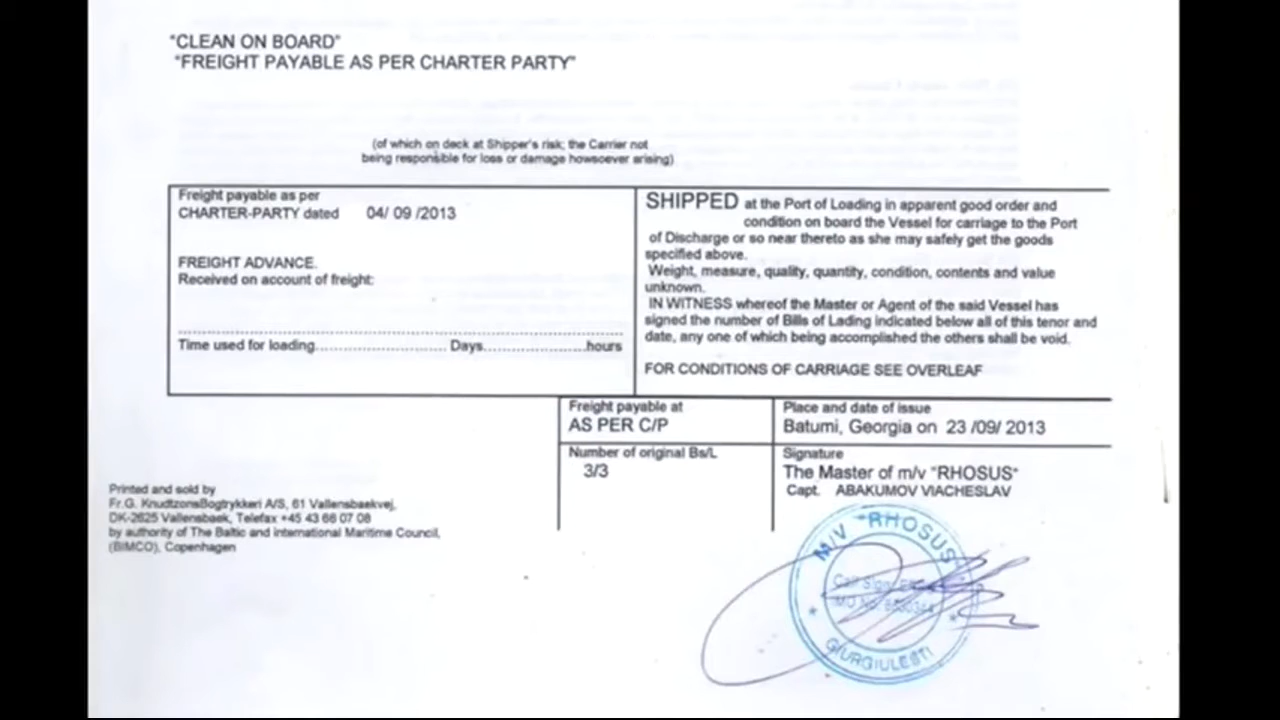 "CLEAN ON BOARD"
"FREIGHT PAYABLE AS PER CHARTER PARTY"
(of which on deck at Shipper's risk; the Carrier not
being responsible for loss or damage howsoever arising)
Freight payable as per
CHARTER-PARTY dated 04/ 09 /2013
FREIGHT ADVANCE.
Received on account of freight:
Time used for loading.............................. Days........................hours
SHIPPED at the Port of Loading in apparent good order and
condition on board the Vessel for carriage to the Port
of Discharge or so near thereto as she may safely get the goods
specified above.
Weight, measure, quality, quantity, condition, contents and value
unknown.
IN WITNESS whereof the Master or Agent of the said Vessel has
signed the number of Bills of Lading indicated below all of this tenor and
date, any one of which being accomplished the others shall be void.
FOR CONDITIONS OF CARRIAGE SEE OVERLEAF
Freight payable at
AS PER C/P
Place and date of issue
Batumi, Georgia on 23 /09/ 2013
Number of original Bs/L
3/3
Signature
The Master of m/v "RHOSUS"
Capt. ABAKUMOV VIACHESLAV
Printed and sold by
Fr.G. KnudtzonsBogtrykkeri A/S, 61 Vallensbaekvej,
DK-2625 Vallensbaek, Telefax +45 43 66 07 08
by authority of The Baltic and International Maritime Council,
(BIMCO), Copenhagen
M/V "RHOSUS"
Call Sign
IMO No.
GIURGIULESTI